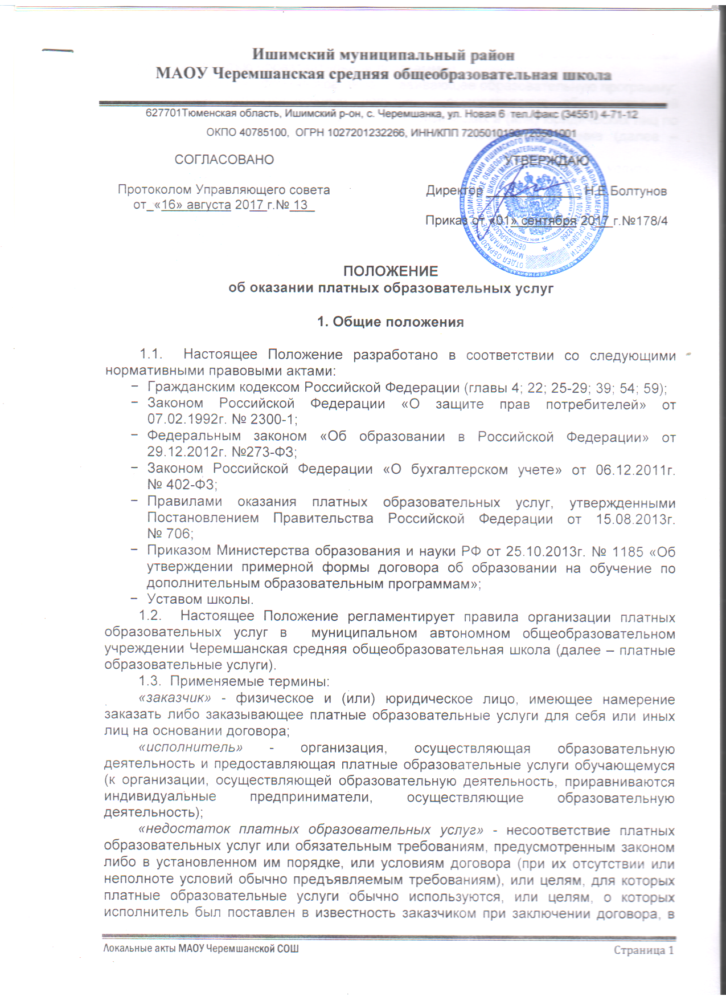 Ишимский муниципальный район
МАОУ Черемшанская средняя общеобразовательная школа
627701Тюменская область, Ишимский р-он, с. Черемшанка, ул. Новая 6 тел./факс (34551) 4-71-12
ОКПО 40785100, ОГРН 1027201232266, ИНН/КПП 7205010193/720501001
СОГЛАСОВАНО
Протоколом Управляющего совета
от «16» августа 2017 г.№ 13
УТВЕРЖДАЮ
Директор Н.Е.Болтунов
Приказ от «01» сентября 2017 г.№178/4
ПОЛОЖЕНИЕ
об оказании платных образовательных услуг
1. Общие положения
1.1. Настоящее Положение разработано в соответствии со следующими
нормативными правовыми актами:
− Гражданским кодексом Российской Федерации (главы 4; 22; 25-29; 39; 54; 59);
− Законом Российской Федерации «О защите прав потребителей» от
07.02.1992г. № 2300-1;
− Федеральным законом «Об образовании в Российской Федерации» от
29.12.2012г. №273-ФЗ;
− Законом Российской Федерации «О бухгалтерском учете» от 06.12.2011г.
№ 402-ФЗ;
− Правилами оказания платных образовательных услуг, утвержденными
Постановлением Правительства Российской Федерации от 15.08.2013г.
№ 706;
− Приказом Министерства образования и науки РФ от 25.10.2013г. № 1185 «Об
утверждении примерной формы договора об образовании на обучение по
дополнительным образовательным программам»;
− Уставом школы.
1.2. Настоящее Положение регламентирует правила организации платных
образовательных услуг в муниципальном автономном общеобразовательном
учреждении Черемшанская средняя общеобразовательная школа (далее – платные
образовательные услуги).
1.3. Применяемые термины:
«заказчик» - физическое и (или) юридическое лицо, имеющее намерение
заказать либо заказывающее платные образовательные услуги для себя или иных
лиц на основании договора;
«исполнитель» - организация, осуществляющая образовательную
деятельность и предоставляющая платные образовательные услуги обучающемуся
(к организации, осуществляющей образовательную деятельность, приравниваются
индивидуальные предприниматели, осуществляющие образовательную
деятельность);
«недостаток платных образовательных услуг» - несоответствие платных
образовательных услуг или обязательным требованиям, предусмотренным законом
либо в установленном им порядке, или условиям договора (при их отсутствии или
неполноте условий обычно предъявляемым требованиям), или целям, для которых
платные образовательные услуги обычно используются, или целям, о которых
исполнитель был поставлен в известность заказчиком при заключении договора, в
Локальные акты МАОУ Черемшанской СОШ
Страница 1